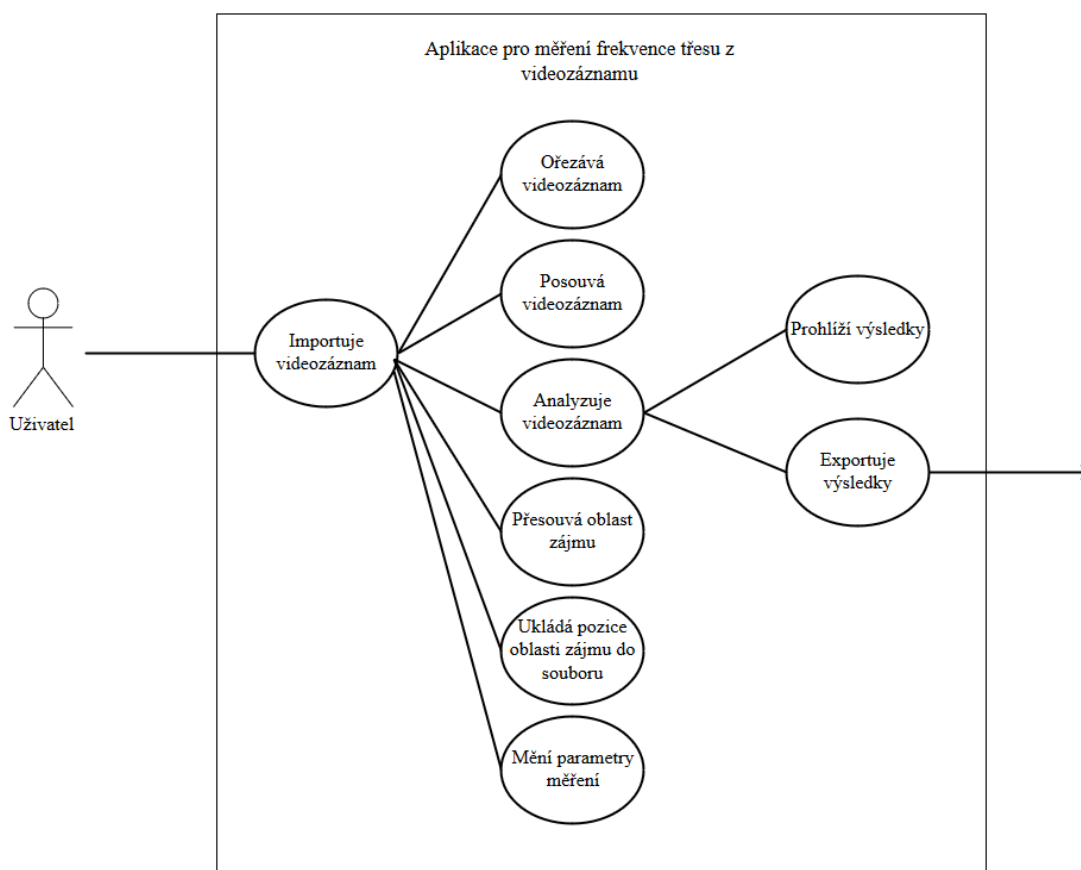 Aplikace pro měření frekvence třesu z
videozáznamu
Ořezává
videozáznam
Posouvá
videozáznam
Importuje
videozáznam
Prohlíží výsledky
Analyzuje
videozáznam
Uživatel
Exportuje
výsledky
Přesouvá oblast
zájmu
Ukládá pozice
oblasti zájmu do
souboru
Mění parametry
měření